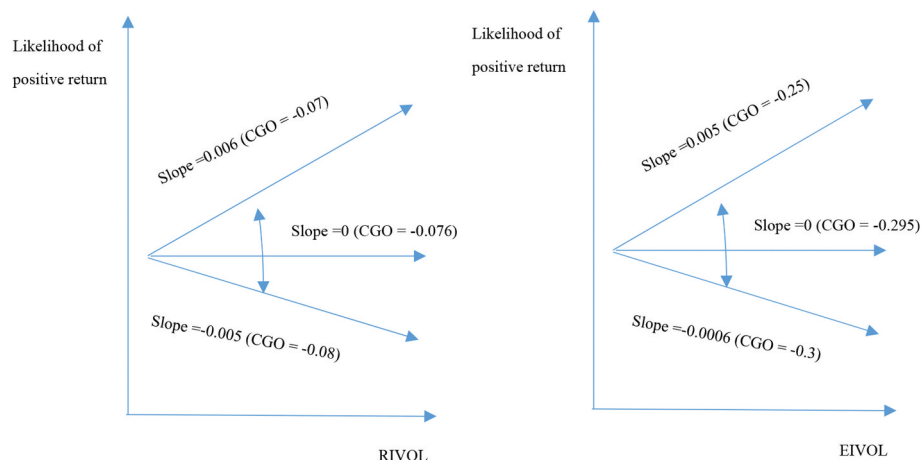 Likelihood of
positive return
Slope =0.006 (CGO = -0.07)
Slope =0 (CGO = -0.076)
Slope =-0.005 (CGO = -0.08)
RIVOL
Likelihood of
positive return
Slope =0.005 (CGO = -0.25)
Slope =0 (CGO = -0.295)
Slope =-0.0006 (CGO = -0.3)
EIVOL